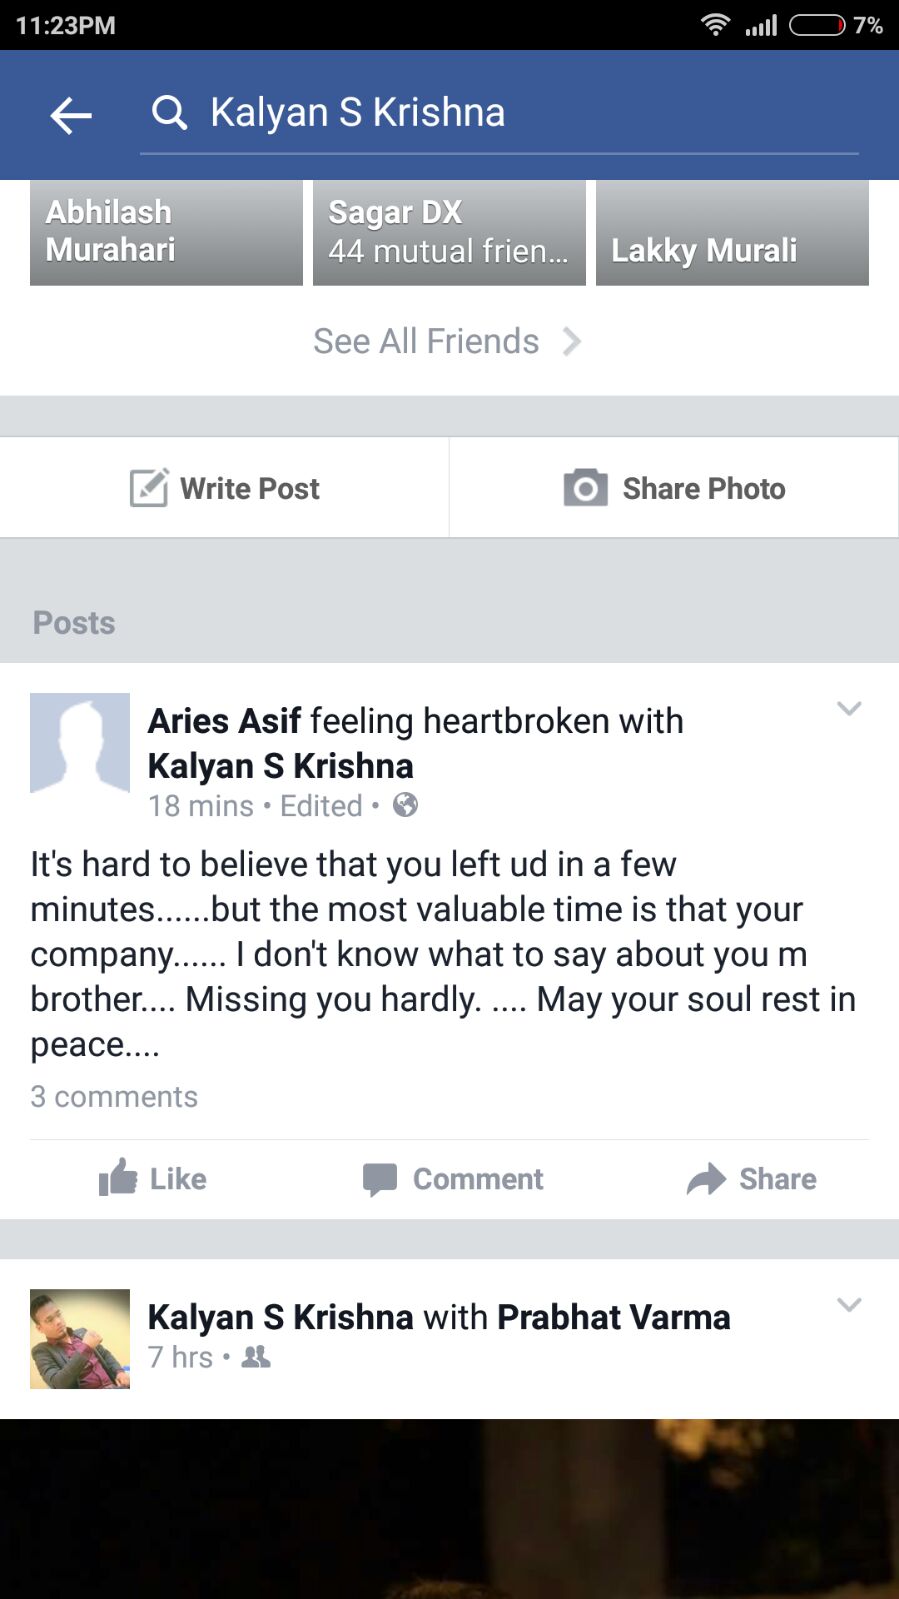 11:23PM 7%
Kalyan S Krishna
Abhilash
Murahari
Sagar DX
44 mutual frien...
Lakky Murali
See All Friends
Write Post
Share Photo
Posts
Aries Asif feeling heartbroken with
Kalyan S Krishna
18 mins • Edited •
It's hard to believe that you left ud in a few
minutes......but the most valuable time is that your
company...... I don't know what to say about you m
brother.... Missing you hardly. .... May your soul rest in
peace....
3 comments
Like
Comment
Share
Kalyan S Krishna with Prabhat Varma
7 hrs •